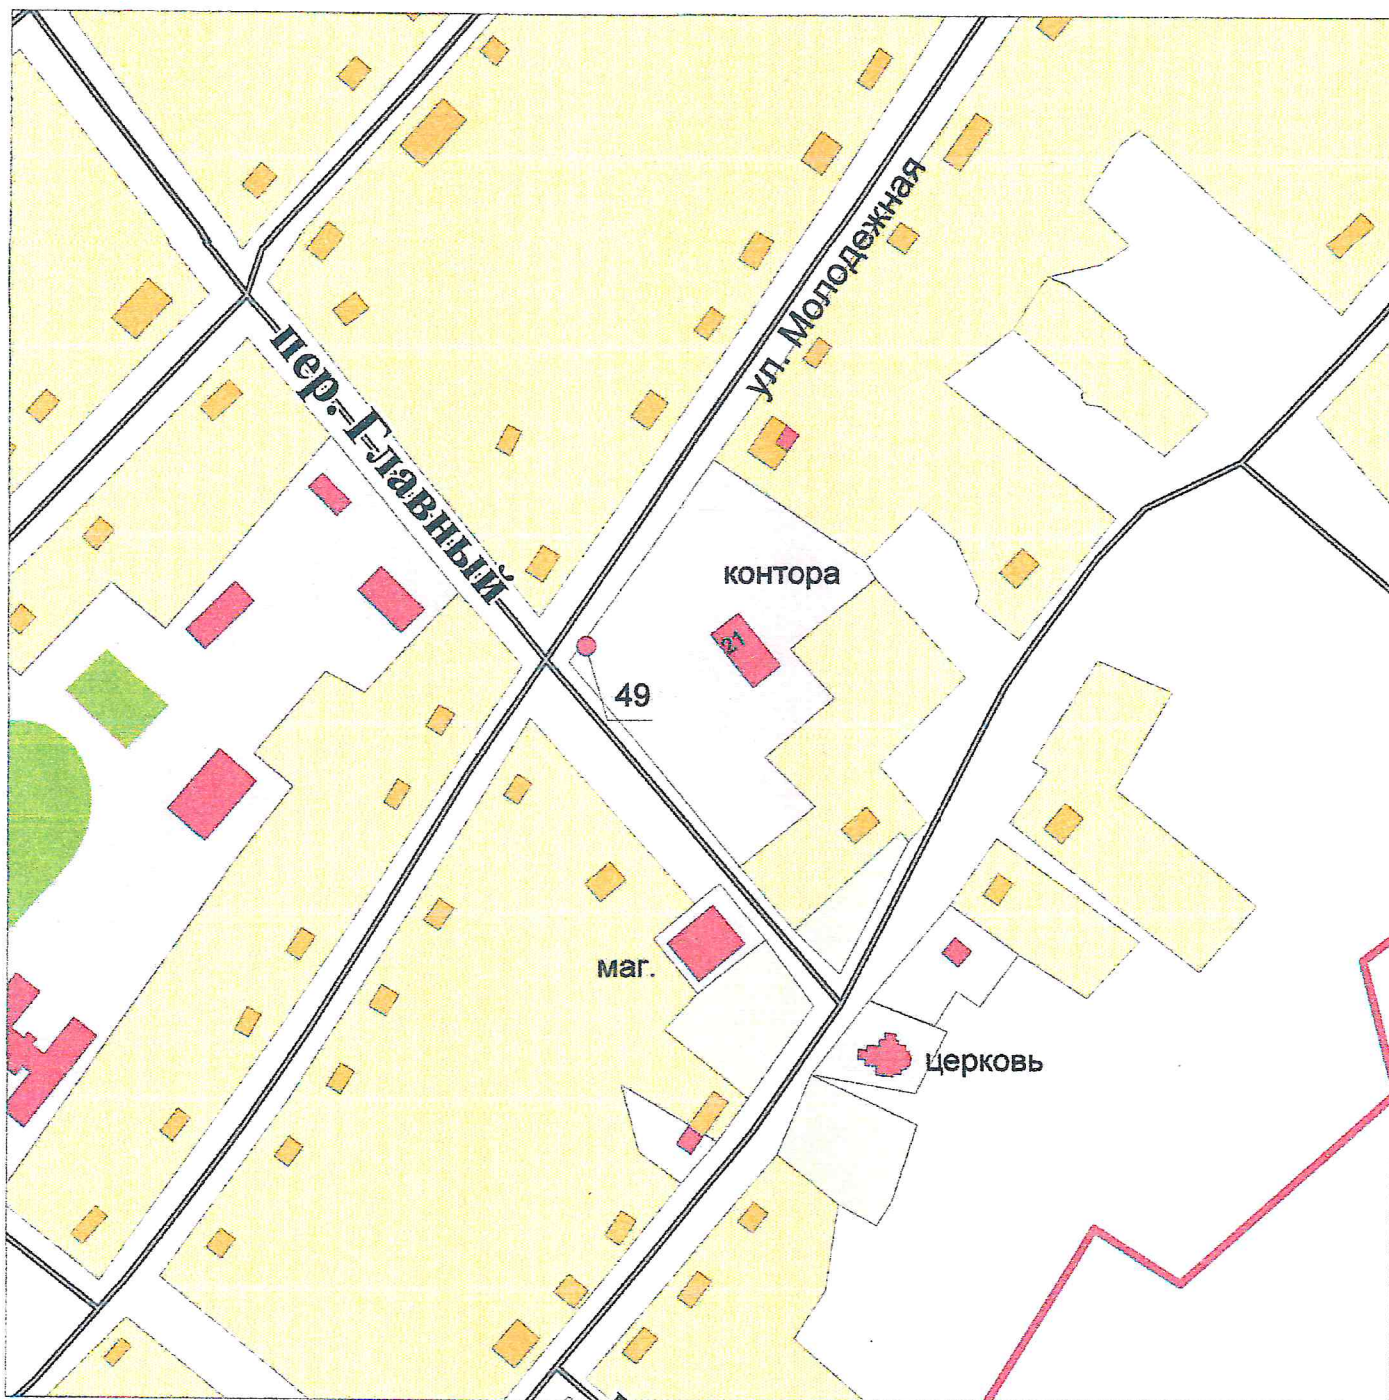 ул. Молодежная
пер. Главный
контора
21
49
маг.
церковь